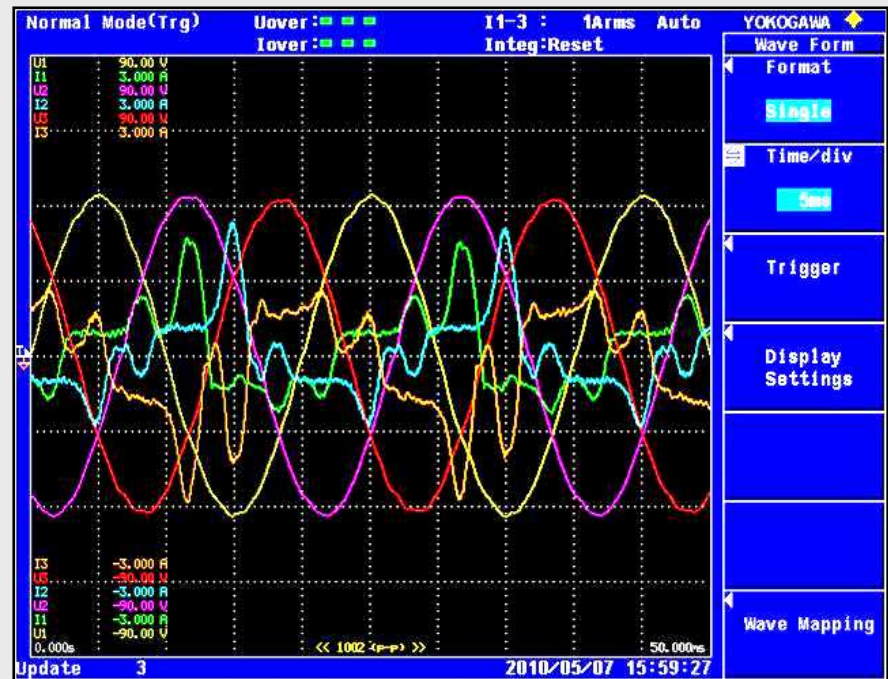 Normal Mode(Trg) Uover: I1-3 : 1Arms Auto YOKOGAWA
Iover: Integ:Reset Wave Form
U1 90.00 V
I1 3.000 A
U2 90.00 V
I2 3.000 A
U3 90.00 V
I3 3.000 A
Format
Single
Time/div
5ms
Trigger
Display
Settings
I3 -3.000 A
U3 -90.00 V
I2 -3.000 A
U2 -90.00 V
I1 -3.000 A
U1 -90.00 V
0.000s << 1002 (p-p) >> 50.000ms
Wave Mapping
Update 3 2010/05/07 15:59:27